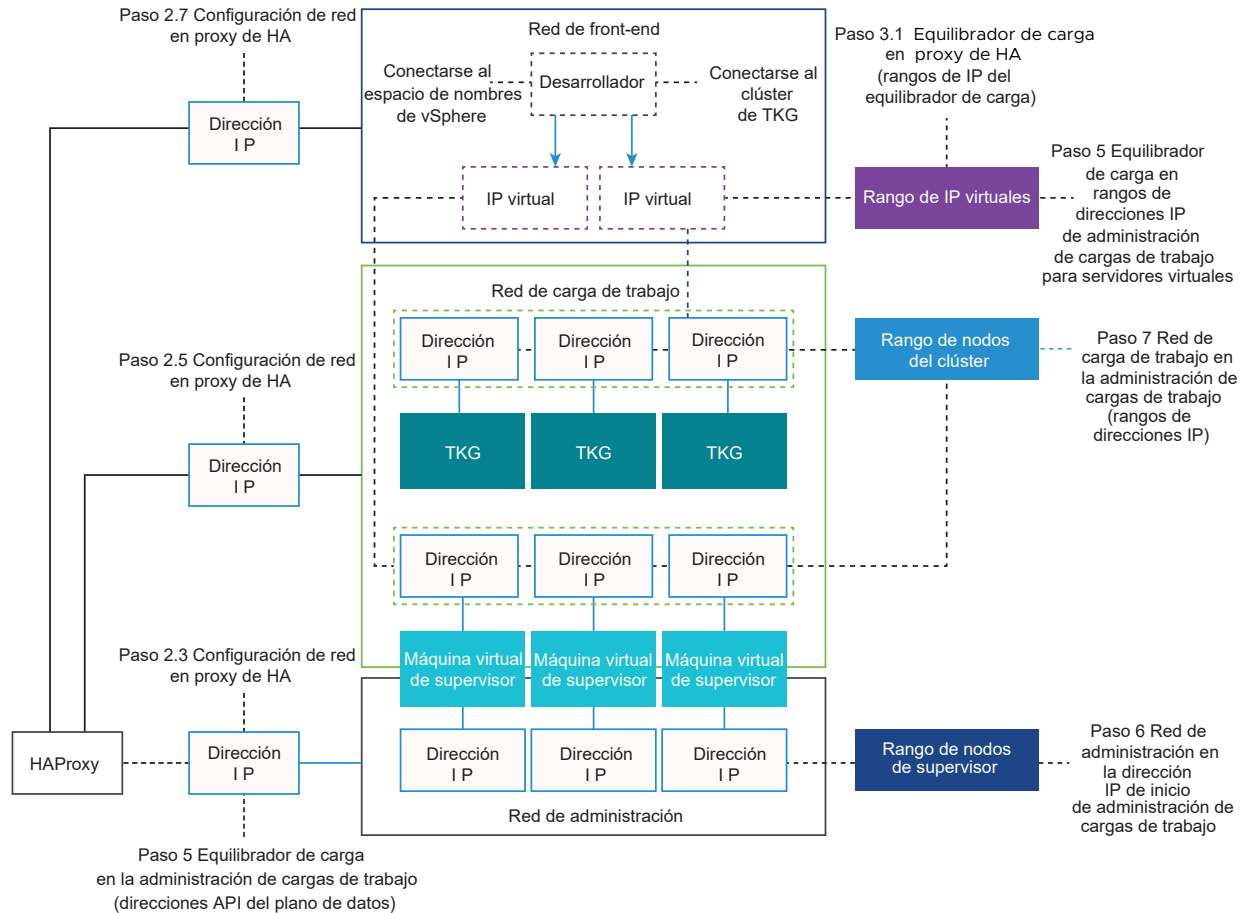 Paso 2.7 Configuración de red
en proxy de HA
Dirección
I P
Red de front-end
Conectarse al
espacio de nombres
de vSphere
Desarrollador
Conectarse al
clúster
de TKG
IP virtual
IP virtual
Paso 3.1 Equilibrador de carga
en proxy de HA
(rangos de IP del
equilibrador de carga)
Rango de IP virtuales
Paso 5 Equilibrador
de carga en
rangos de
direcciones IP
de administración
de cargas de trabajo
para servidores virtuales
Red de carga de trabajo
Dirección
I P
Dirección
I P
Dirección
I P
Rango de nodos
del clúster
Paso 7 Red de
carga de trabajo en
la administración de
cargas de trabajo
(rangos de
direcciones IP)
Paso 2.5 Configuración de red
en proxy de HA
Dirección
I P
TKG
TKG
TKG
Dirección
I P
Dirección
I P
Dirección
I P
Máquina virtual
de supervisor
Máquina virtual
de supervisor
Máquina virtual
de supervisor
Paso 2.3 Configuración de red
en proxy de HA
HAProxy
Dirección
I P
Dirección
I P
Dirección
I P
Dirección
I P
Red de administración
Rango de nodos
de supervisor
Paso 6 Red de
administración en
la dirección
IP de inicio
de administración de
cargas de trabajo
Paso 5 Equilibrador de carga
en la administración de cargas de trabajo
(direcciones API del plano de datos)